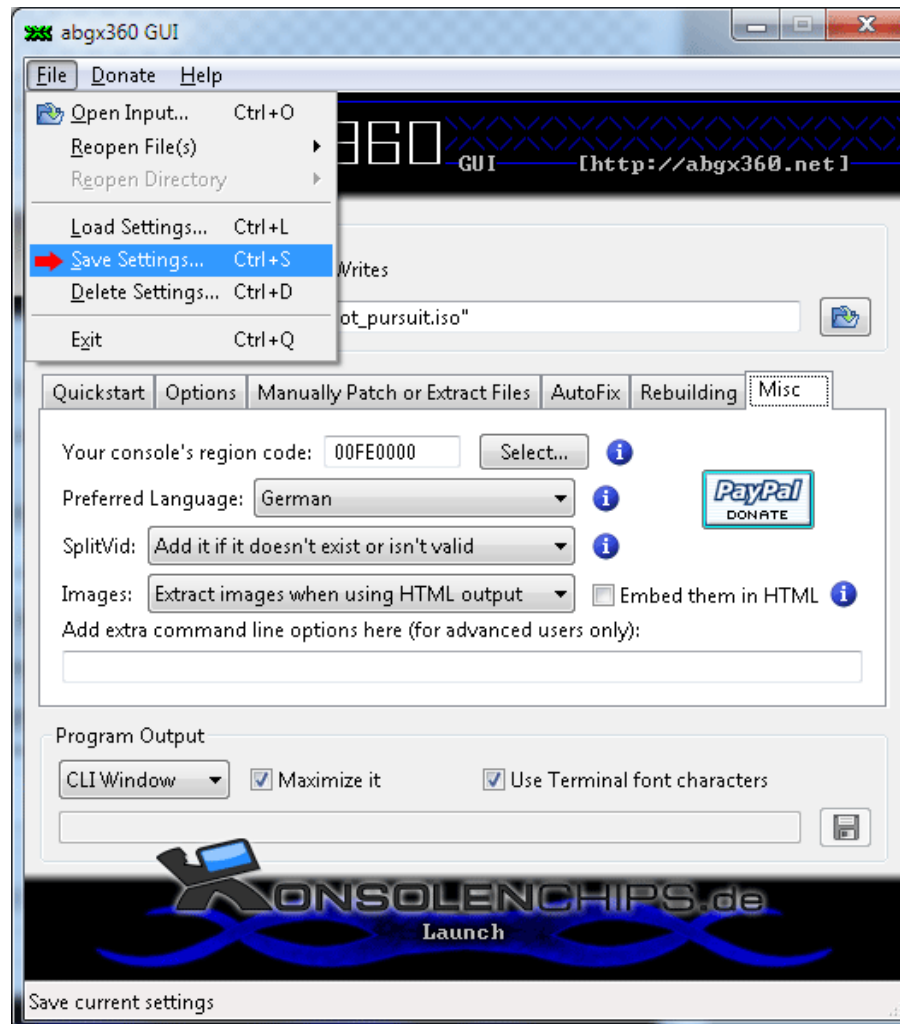 abgx360 GUI
File Donate Help
Open Input... Ctrl+O
Reopen File(s)
Reopen Directory
Load Settings... Ctrl+L
Save Settings... Ctrl+S
Delete Settings... Ctrl+D
Exit Ctrl+Q
360 GUI [http://abgx360.net]
Writes
ot_pursuit.iso"
Quickstart Options Manually Patch or Extract Files AutoFix Rebuilding Misc
Your console's region code: 00FE0000 Select...
Preferred Language: German
PayPal
DONATE
SplitVid: Add it if it doesn't exist or isn't valid
Images: Extract images when using HTML output Embed them in HTML
Add extra command line options here (for advanced users only):
Program Output
CLI Window Maximize it Use Terminal font characters
KONSOLENCHIPS.de
Launch
Save current settings